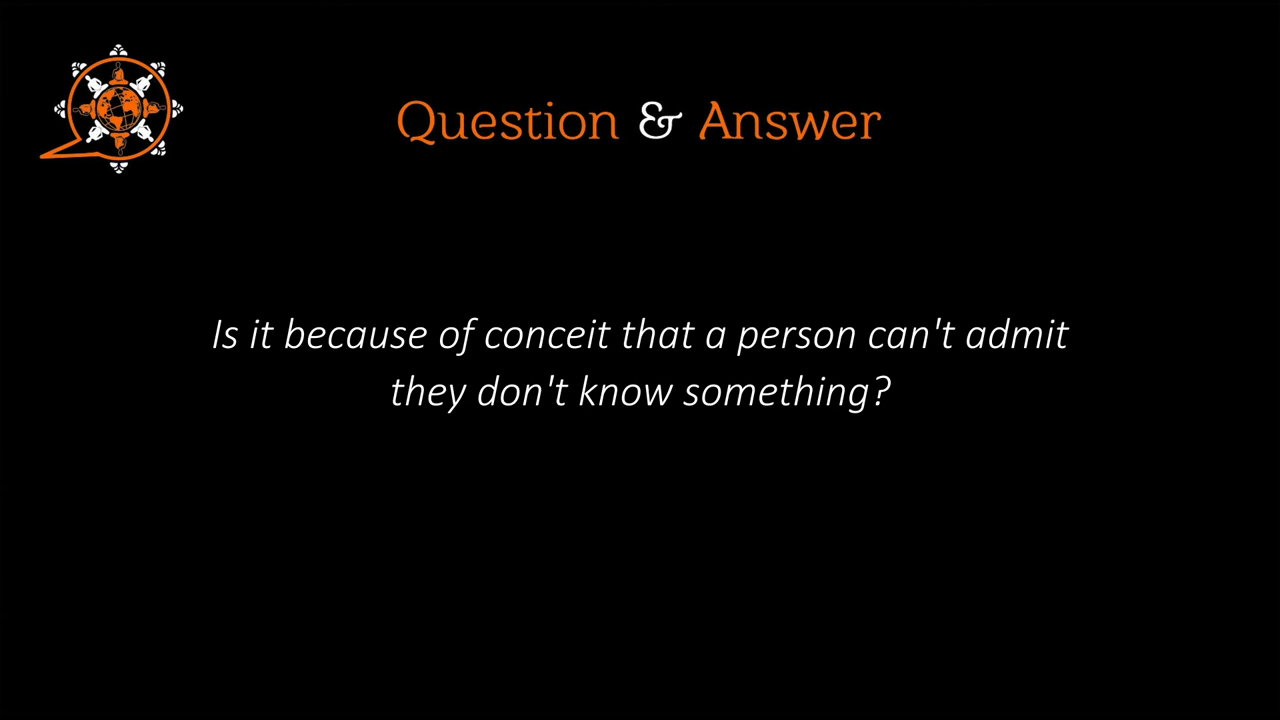 Question & Answer
Is it because of conceit that a person can't admit
they don't know something?